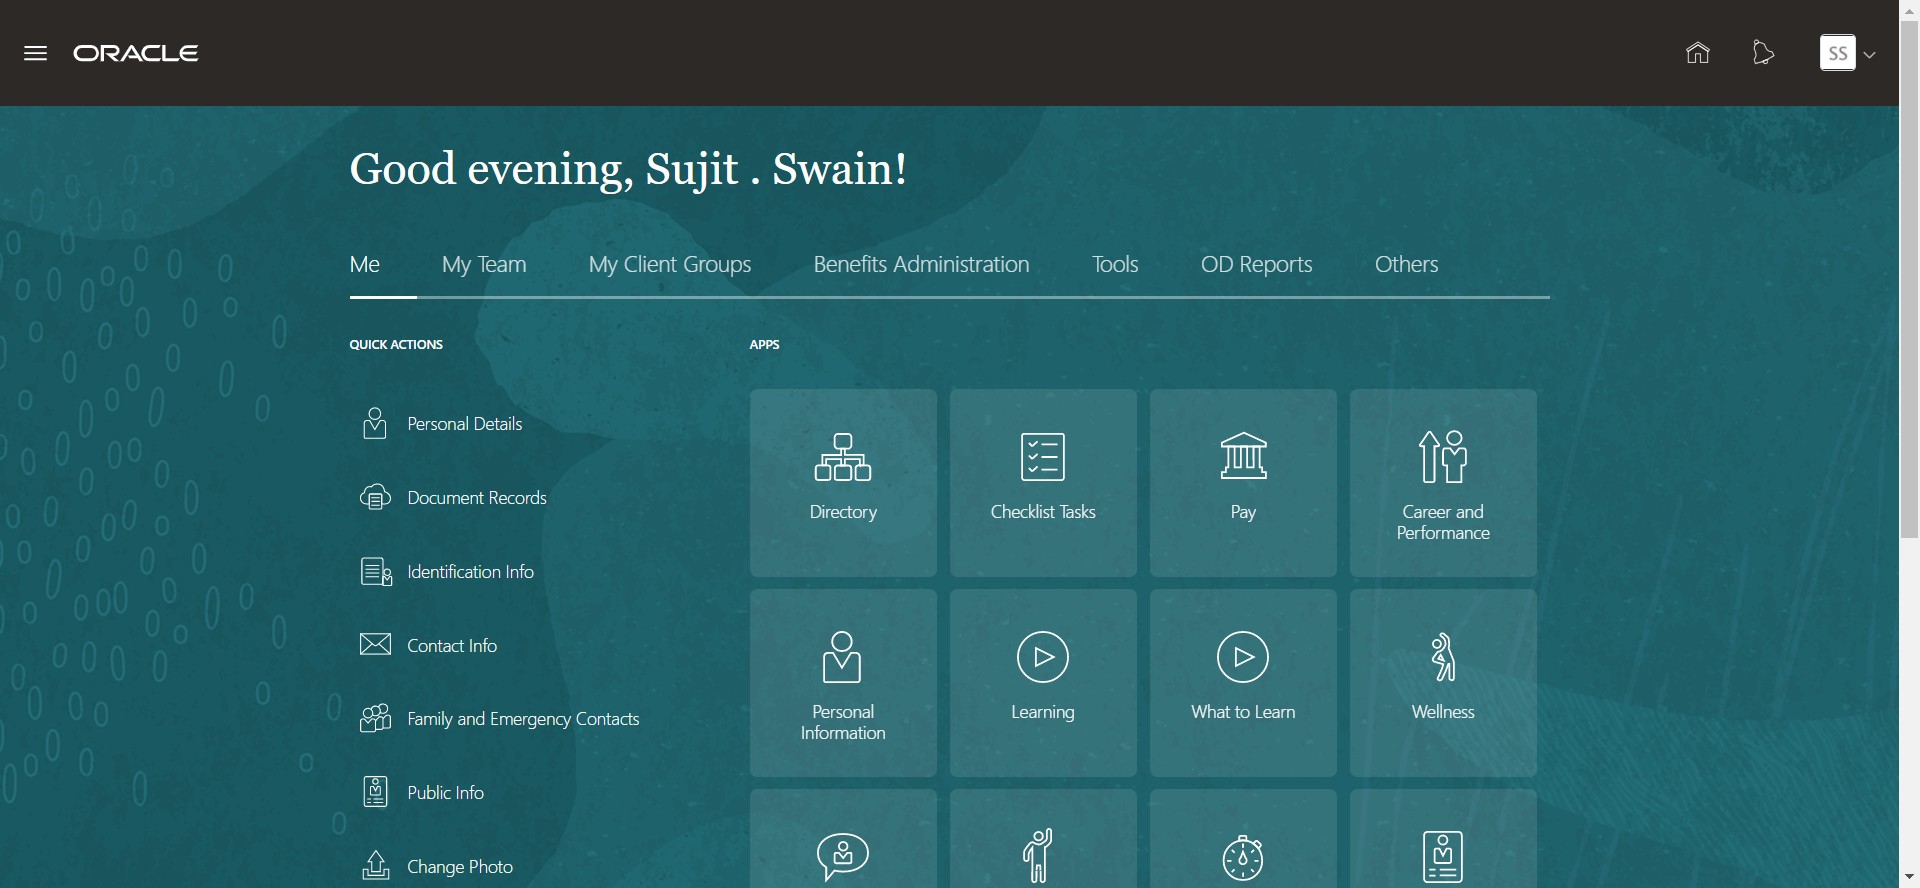 ORACLE
SS
Good evening, Sujit . Swain!
Me
My Team
My Client Groups
Benefits Administration
Tools
OD Reports
Others
QUICK ACTIONS
APPS
Personal Details
Document Records
Identification Info
Contact Info
Family and Emergency Contacts
Public Info
Change Photo
Directory
Checklist Tasks
Pay
Career and
Performance
Personal
Information
Learning
What to Learn
Wellness